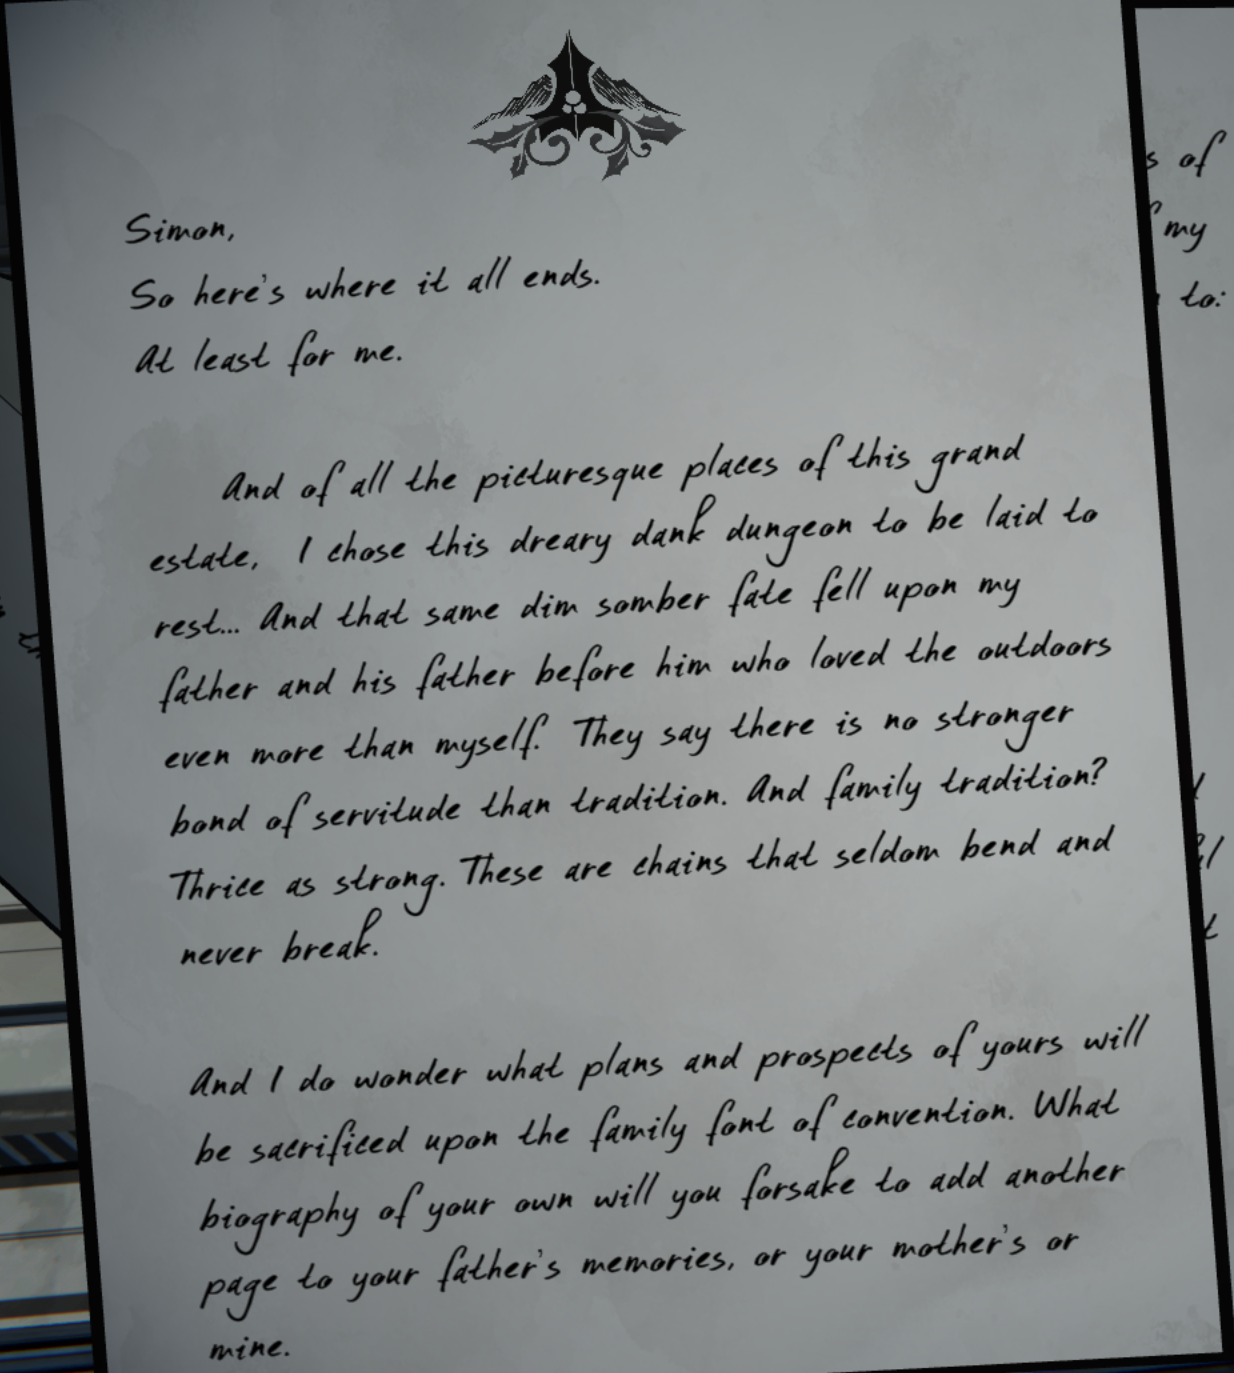 Simon,
So here's where it all ends.
At least for me.
And of all the picturesque places of this grand
estate, I chose this dreary dank dungeon to be laid to
rest... And that same dim somber fate fell upon my
father and his father before him who loved the outdoors
even more than myself. They say there is no stronger
bond of servitude than tradition. And family tradition?
Thrice as strong. These are chains that seldom bend and
never break.
And I do wonder what plans and prospects of yours will
be sacrificed upon the family font of convention. What
biography of your own will you forsake to add another
page to your father's memories, or your mother's or
mine.
of
my
to: